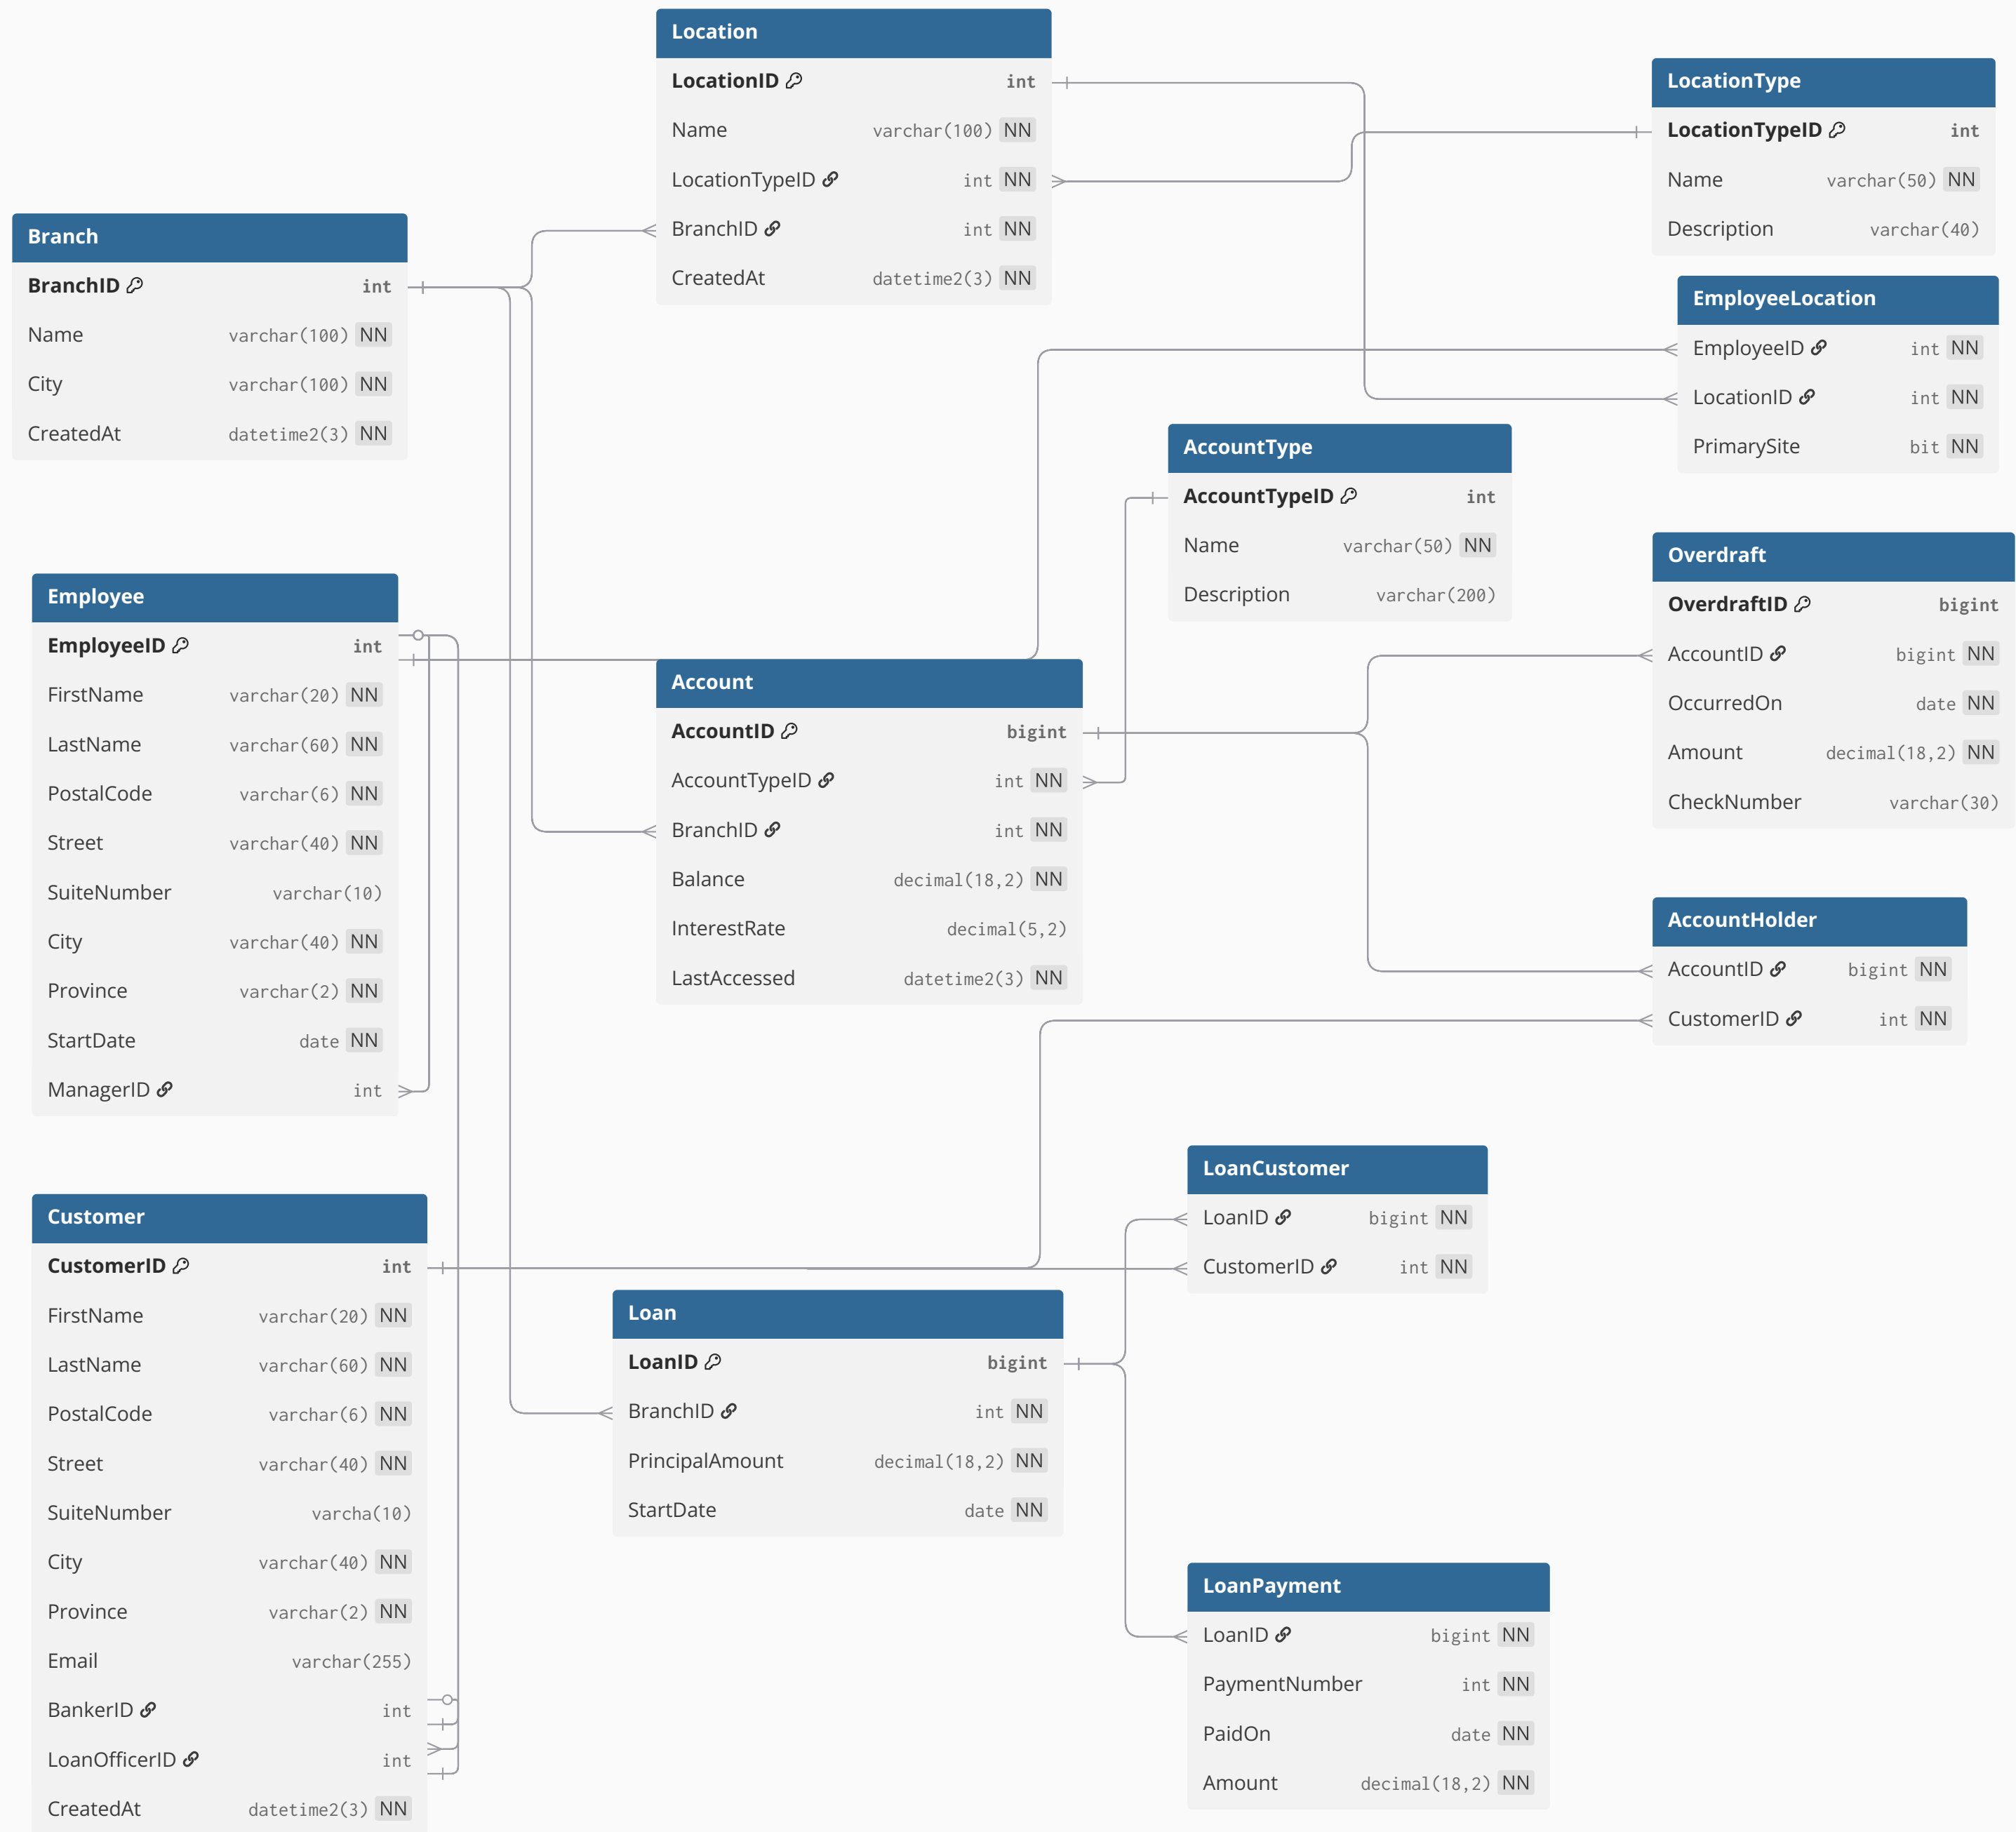 Location
LocationID int
Name varchar(100) NN
LocationTypeID int NN
BranchID int NN
CreatedAt datetime2(3) NN
LocationType
LocationTypeID int
Name varchar(50) NN
Description varchar(40)
Branch
BranchID int
Name varchar(100) NN
City varchar(100) NN
CreatedAt datetime2(3) NN
EmployeeLocation
EmployeeID int NN
LocationID int NN
PrimarySite bit NN
AccountType
AccountTypeID int
Name varchar(50) NN
Description varchar(200)
Overdraft
OverdraftID bigint
AccountID bigint NN
OccurredOn date NN
Amount decimal(18,2) NN
CheckNumber varchar(30)
Employee
EmployeeID int
FirstName varchar(20) NN
LastName varchar(60) NN
PostalCode varchar(6) NN
Street varchar(40) NN
SuiteNumber varchar(10)
City varchar(40) NN
Province varchar(2) NN
StartDate date NN
ManagerID int
Account
AccountID bigint
AccountTypeID int NN
BranchID int NN
Balance decimal(18,2) NN
InterestRate decimal(5,2)
LastAccessed datetime2(3) NN
AccountHolder
AccountID bigint NN
CustomerID int NN
LoanCustomer
LoanID bigint NN
CustomerID int NN
Customer
CustomerID int
FirstName varchar(20) NN
LastName varchar(60) NN
PostalCode varchar(6) NN
Street varchar(40) NN
SuiteNumber varcha(10)
City varchar(40) NN
Province varchar(2) NN
Email varchar(255)
BankerID int
LoanOfficerID int
CreatedAt datetime2(3) NN
Loan
LoanID bigint
BranchID int NN
PrincipalAmount decimal(18,2) NN
StartDate date NN
LoanPayment
LoanID bigint NN
PaymentNumber int NN
PaidOn date NN
Amount decimal(18,2) NN